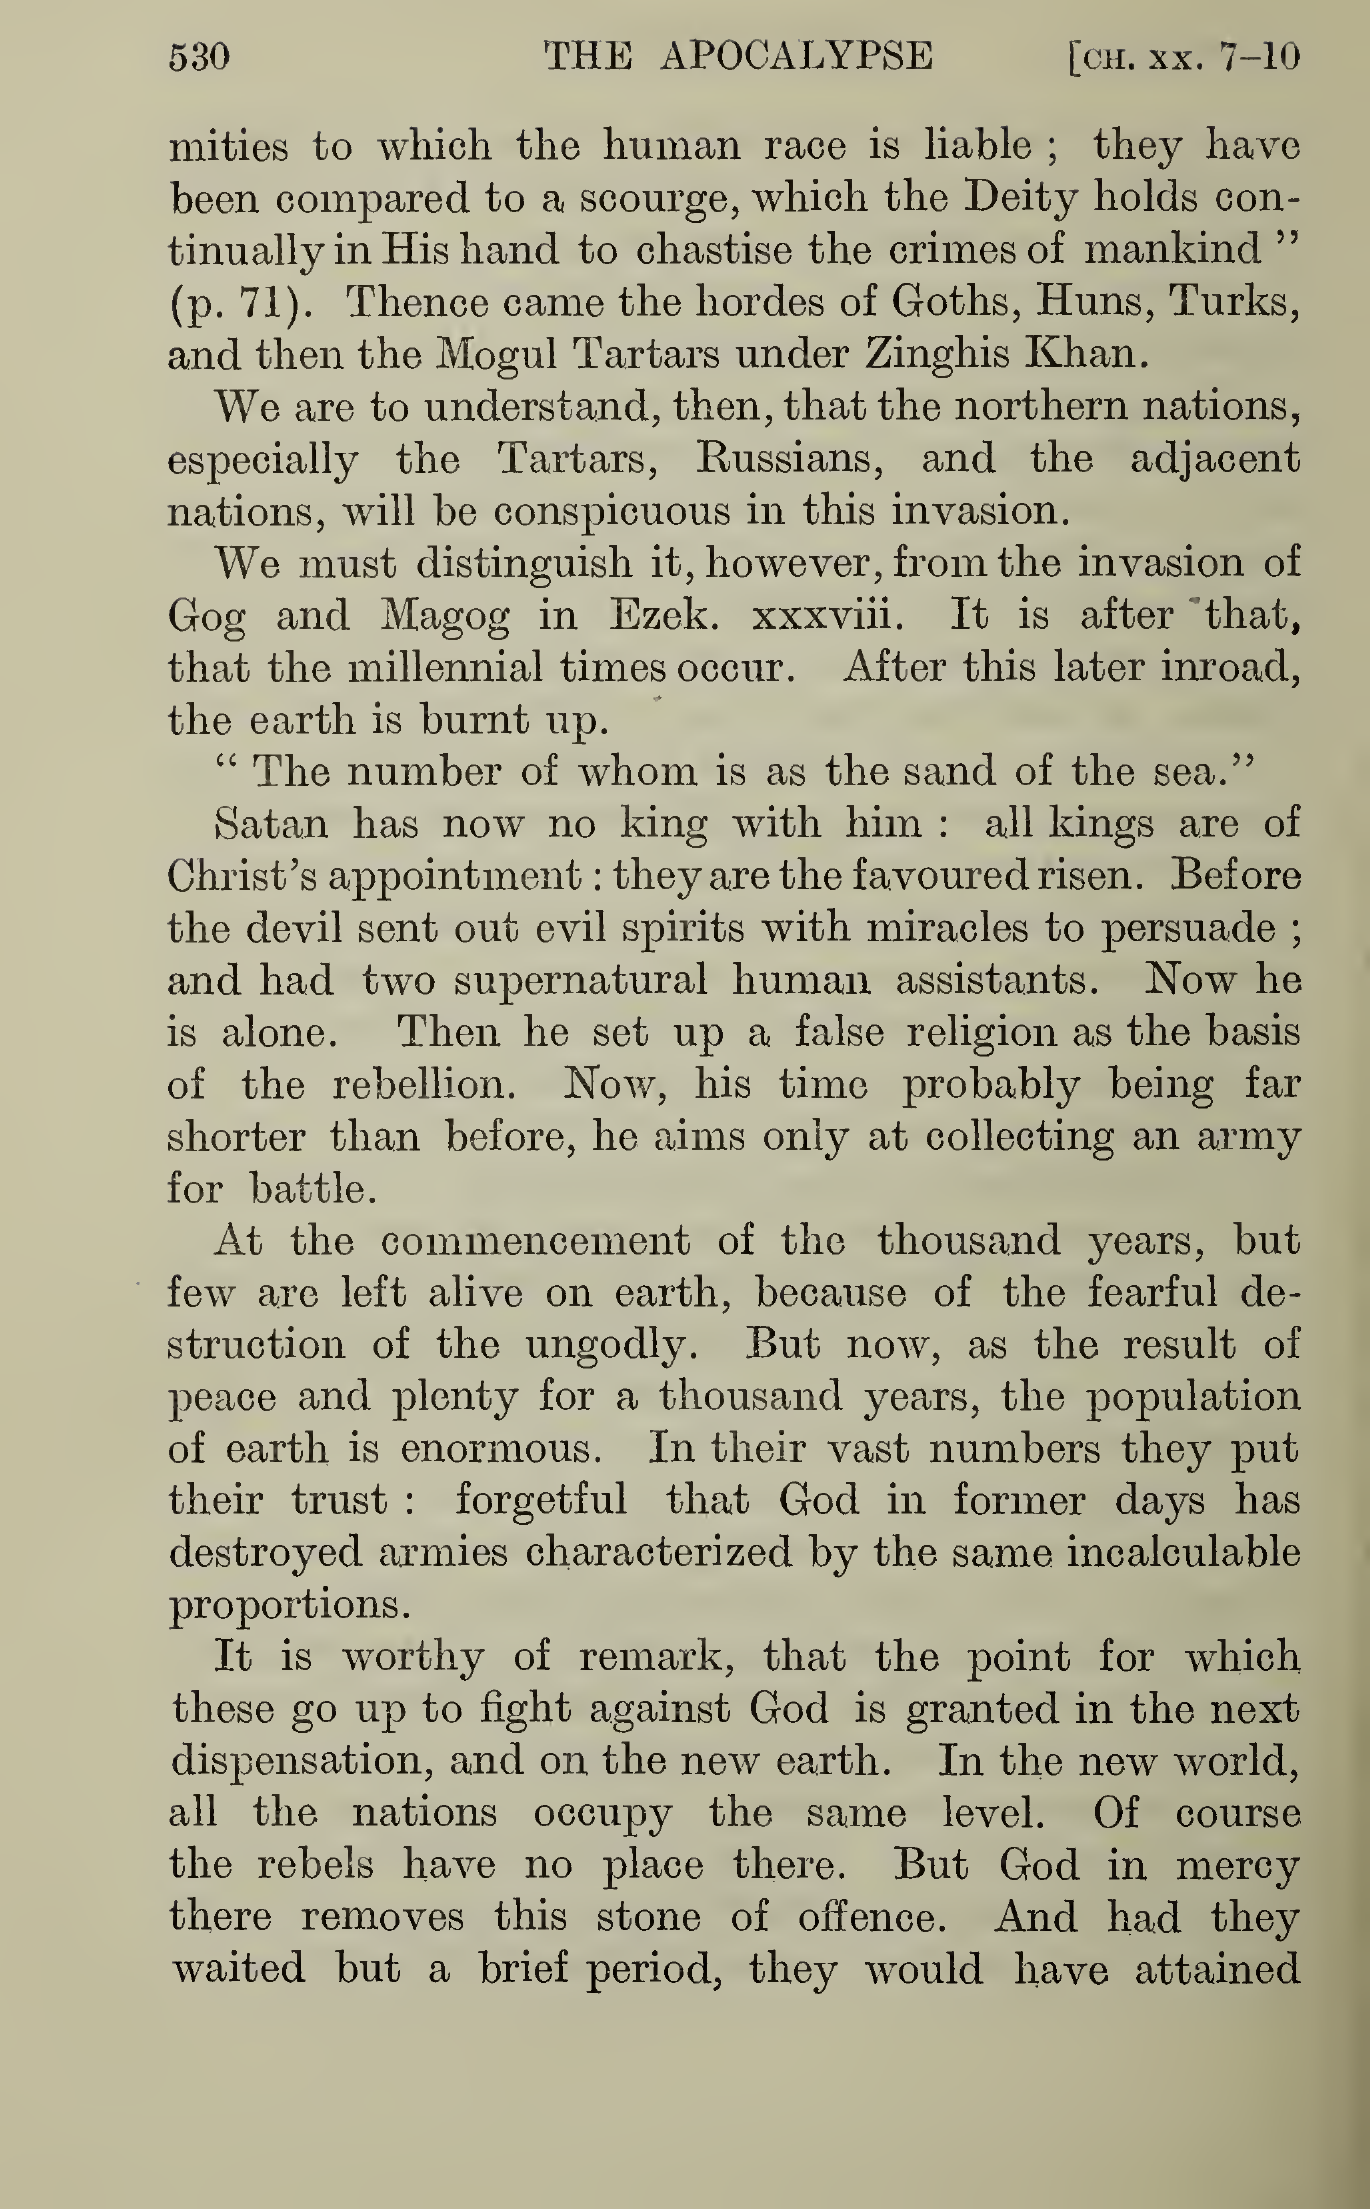 530 THE APOCALYPSE [CH. XX. 7–10
mities to which the human race is liable ; they have
been compared to a scourge, which the Deity holds con-
tinually in His hand to chastise the crimes of mankind ”
(p. 71). Thence came the hordes of Goths, Huns, Turks,
and then the Mogul Tartars under Zinghis Khan.
We are to understand, then, that the northern nations,
especially the Tartars, Russians, and the adjacent
nations, will be conspicuous in this invasion.
We must distinguish it, however, from the invasion of
Gog and Magog in Ezek. xxxviii. It is after that,
that the millennial times occur. After this later inroad,
the earth is burnt up.
“ The number of whom is as the sand of the sea.”
Satan has now no king with him : all kings are of
Christ’s appointment : they are the favoured risen. Before
the devil sent out evil spirits with miracles to persuade ;
and had two supernatural human assistants. Now he
is alone. Then he set up a false religion as the basis
of the rebellion. Now, his time probably being far
shorter than before, he aims only at collecting an army
for battle.
At the commencement of the thousand years, but
few are left alive on earth, because of the fearful de-
struction of the ungodly. But now, as the result of
peace and plenty for a thousand years, the population
of earth is enormous. In their vast numbers they put
their trust : forgetful that God in former days has
destroyed armies characterized by the same incalculable
proportions.
It is worthy of remark, that the point for which
these go up to fight against God is granted in the next
dispensation, and on the new earth. In the new world,
all the nations occupy the same level. Of course
the rebels have no place there. But God in mercy
there removes this stone of offence. And had they
waited but a brief period, they would have attained